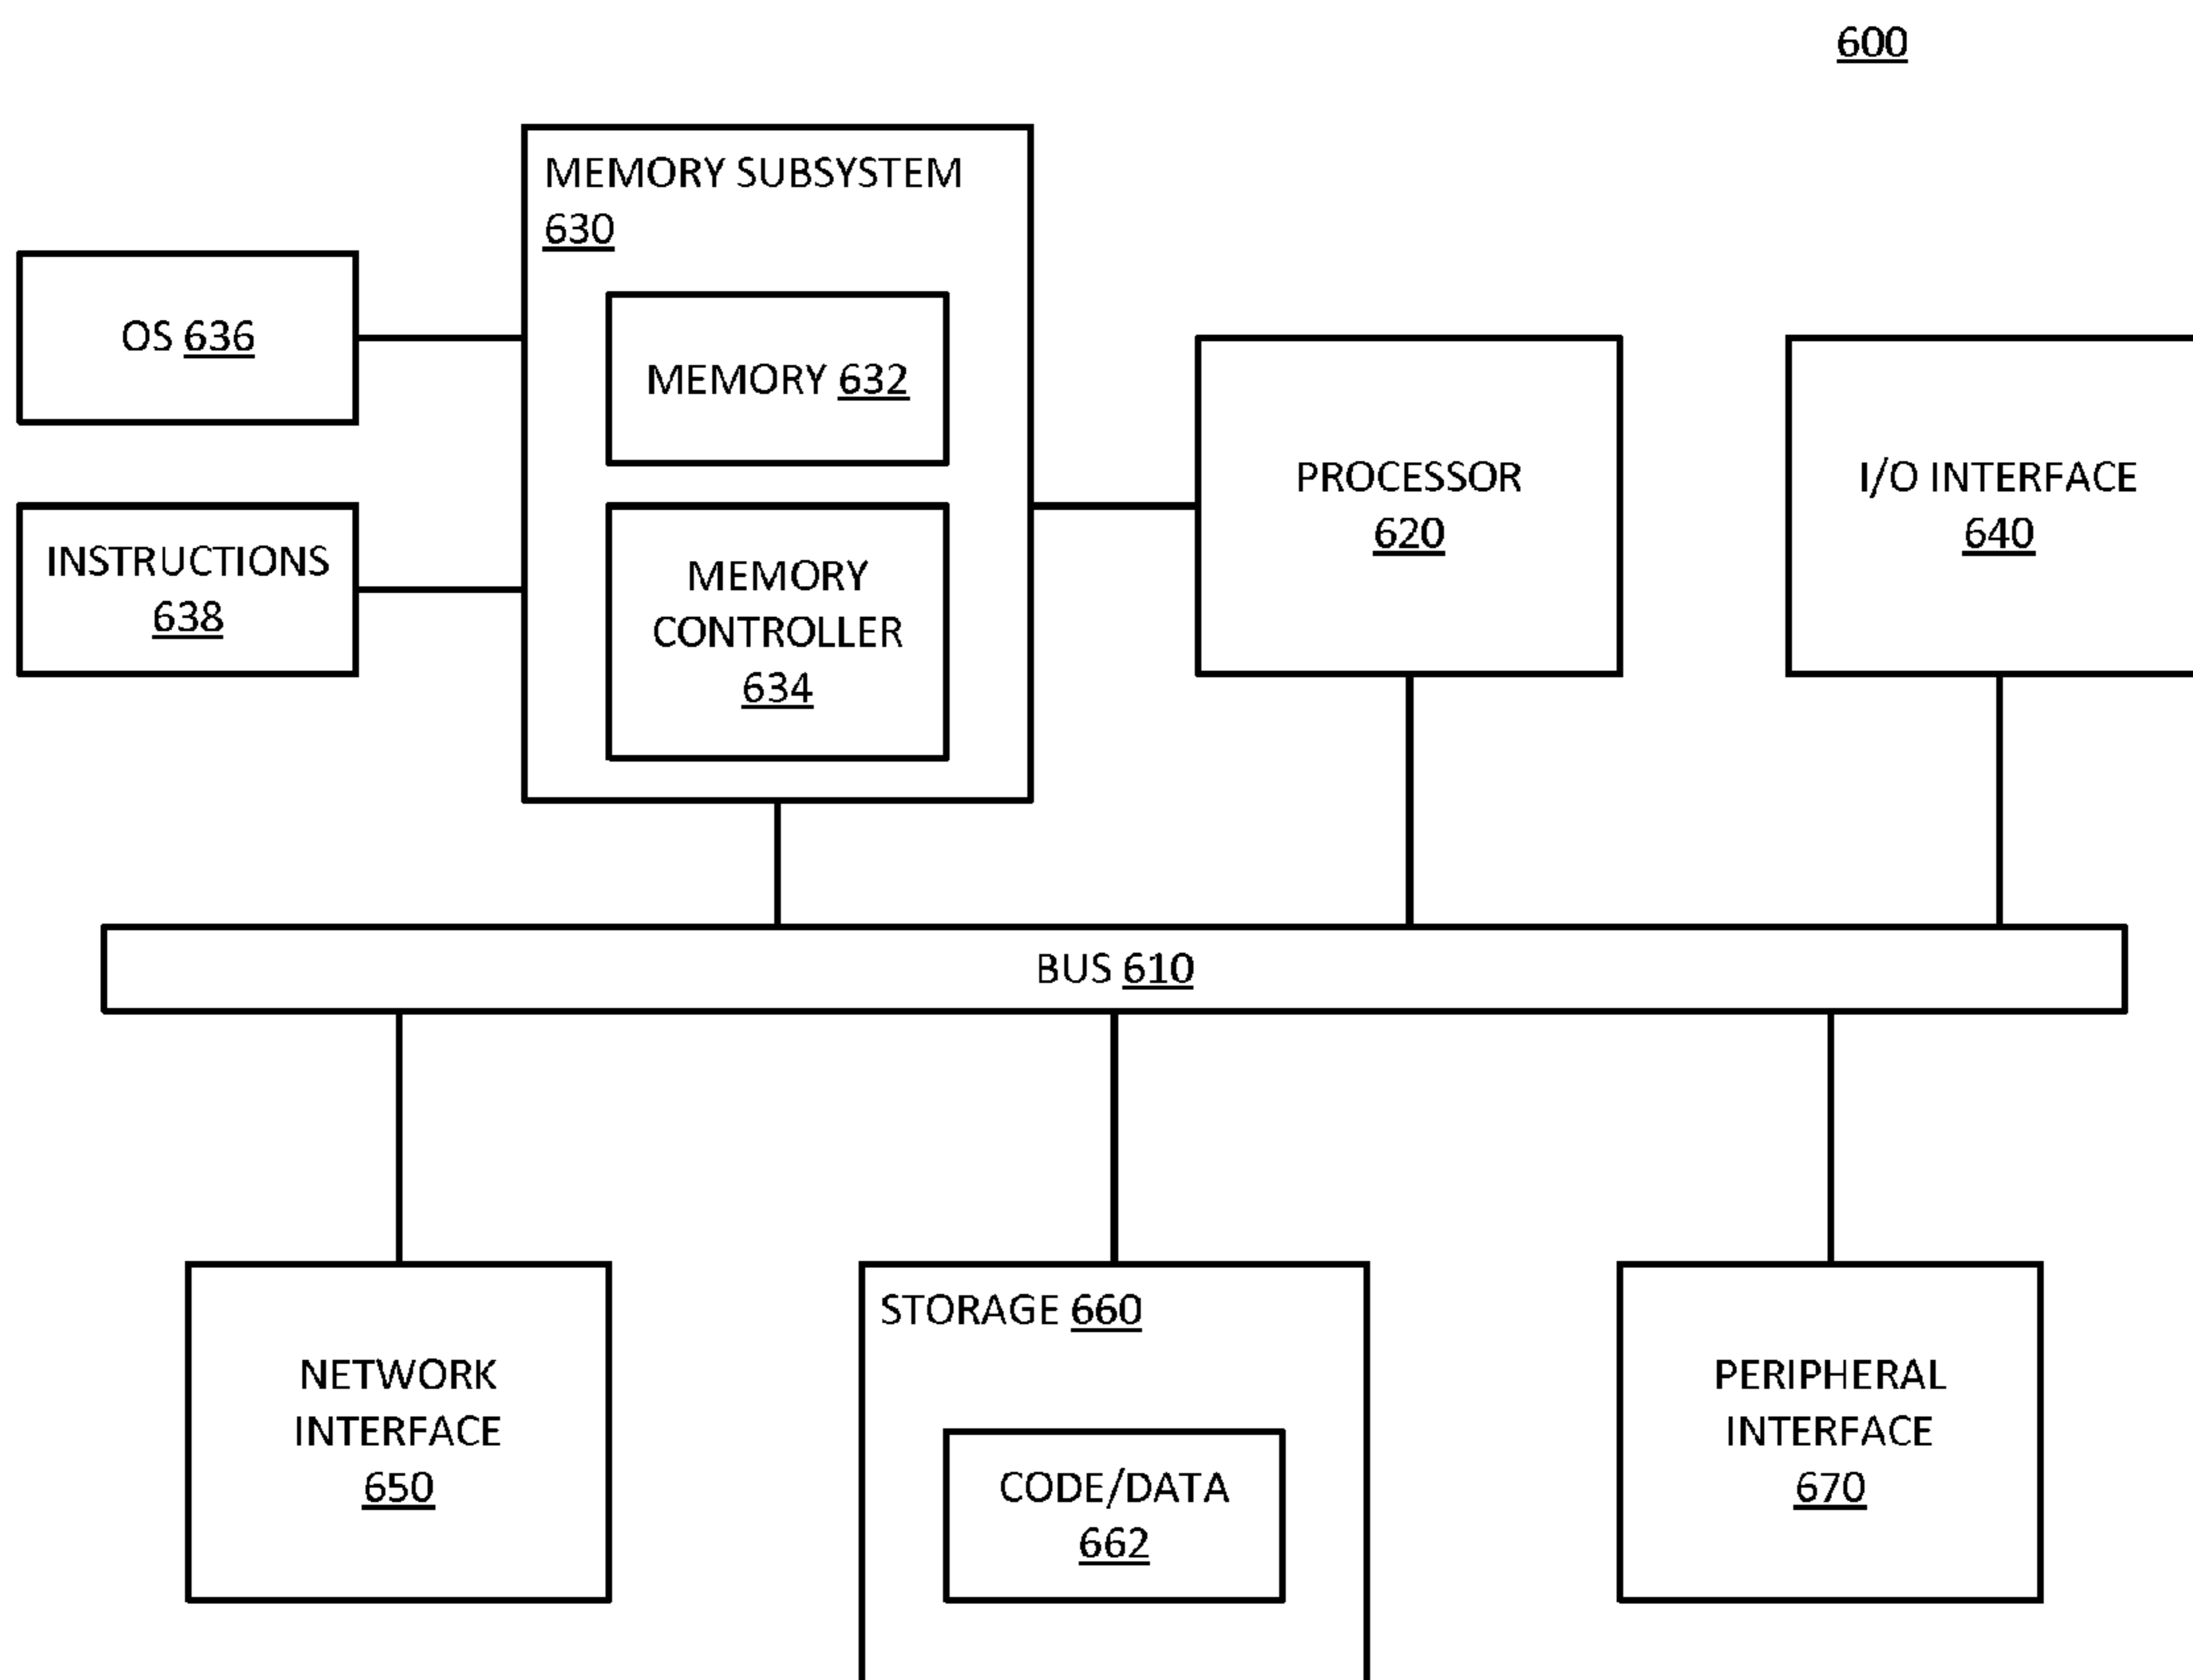 600
MEMORY SUBSYSTEM
630
OS 636
MEMORY 632
PROCESSOR
620
I/O INTERFACE
640
INSTRUCTIONS
638
MEMORY
CONTROLLER
634
BUS 610
STORAGE 660
NETWORK
INTERFACE
650
CODE/DATA
662
PERIPHERAL
INTERFACE
670